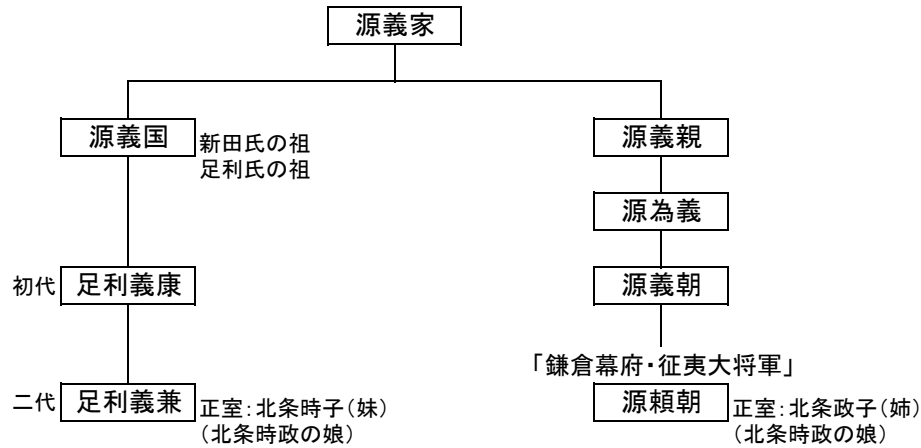 源義家
源義国
新田氏の祖
足利氏の祖
源義親
源為義
初代
足利義康
源義朝
「鎌倉幕府・征夷大将軍」
二代
足利義兼
正室：北条時子（妹）
（北条時政の娘）
源頼朝
正室：北条政子（姉）
（北条時政の娘）